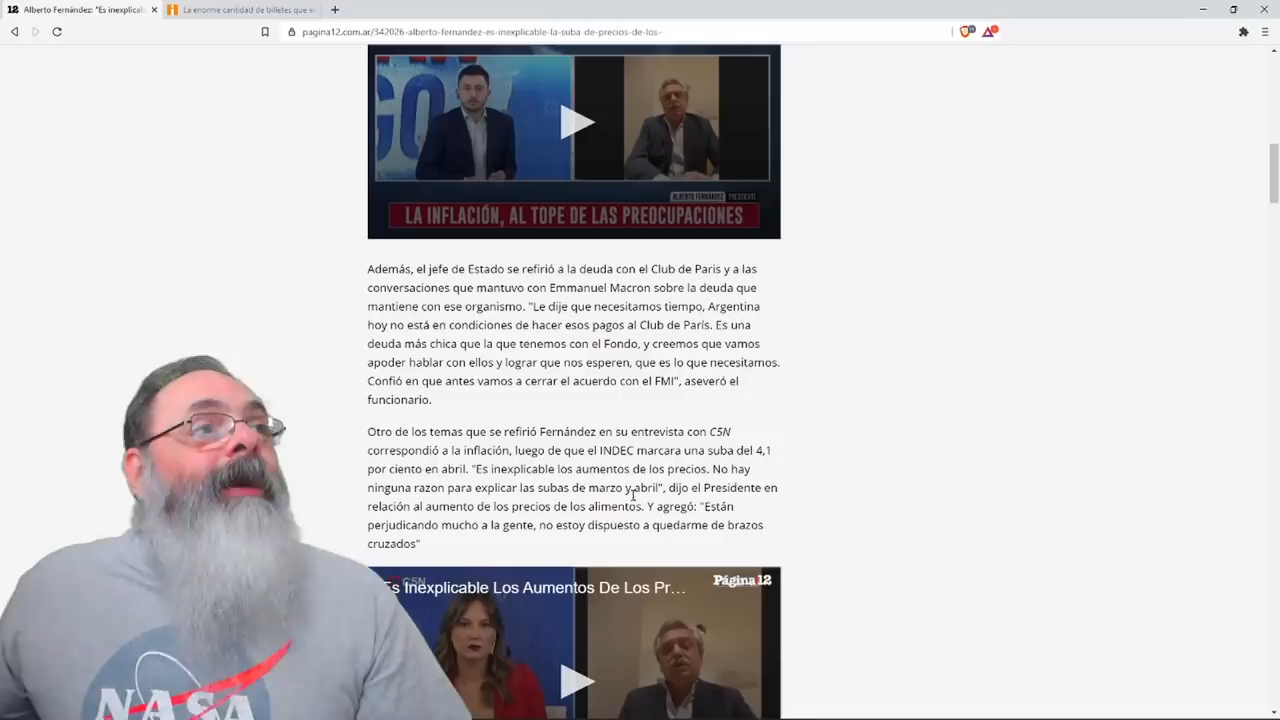 12 Alberto Fernández: "Es inexplicab
La enorme cantidad de billetes que e
pagina12.com.ar/342026-alberto-fernandez-es-inexplicable-la-suba-de-precios-de-los-
ALBERTO FERNÁNDEZ PRESIDENTE
LA INFLACIÓN, AL TOPE DE LAS PREOCUPACIONES
Además, el jefe de Estado se refirió a la deuda con el Club de Paris y a las
conversaciones que mantuvo con Emmanuel Macron sobre la deuda que
mantiene con ese organismo. "Le dije que necesitamos tiempo, Argentina
hoy no está en condiciones de hacer esos pagos al Club de París. Es una
deuda más chica que la que tenemos con el Fondo, y creemos que vamos
apoder hablar con ellos y lograr que nos esperen, que es lo que necesitamos.
Confió en que antes vamos a cerrar el acuerdo con el FMI", aseveró el
funcionario.
Otro de los temas que se refirió Fernández en su entrevista con C5N
correspondió a la inflación, luego de que el INDEC marcara una suba del 4,1
por ciento en abril. "Es inexplicable los aumentos de los precios. No hay
ninguna razon para explicar las subas de marzo y abril", dijo el Presidente en
relación al aumento de los precios de los alimentos. Y agregó: "Están
perjudicando mucho a la gente, no estoy dispuesto a quedarme de brazos
cruzados"
C5N
Es Inexplicable Los Aumentos De Los Pr...
Página12
NASA